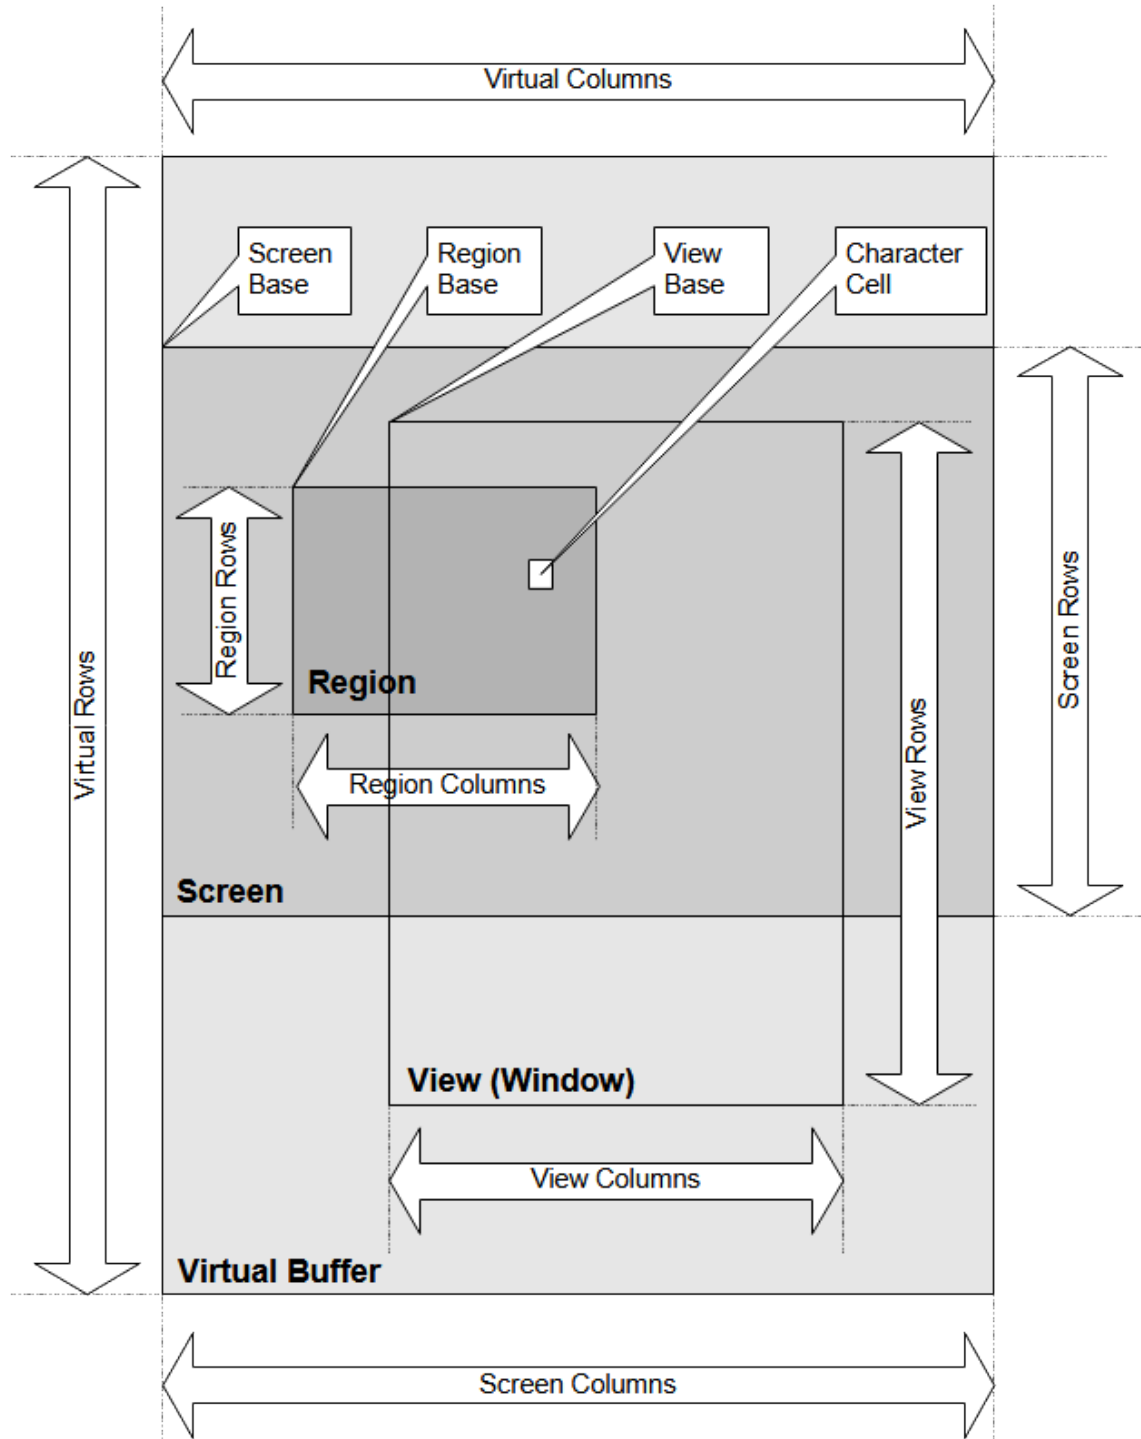 Virtual Columns
Screen
Base
Region
Base
View
Base
Character
Cell
Region Rows
Screen Rows
Virtual Rows
View Rows
Region
Region Columns
Screen
View (Window)
View Columns
Virtual Buffer
Screen Columns